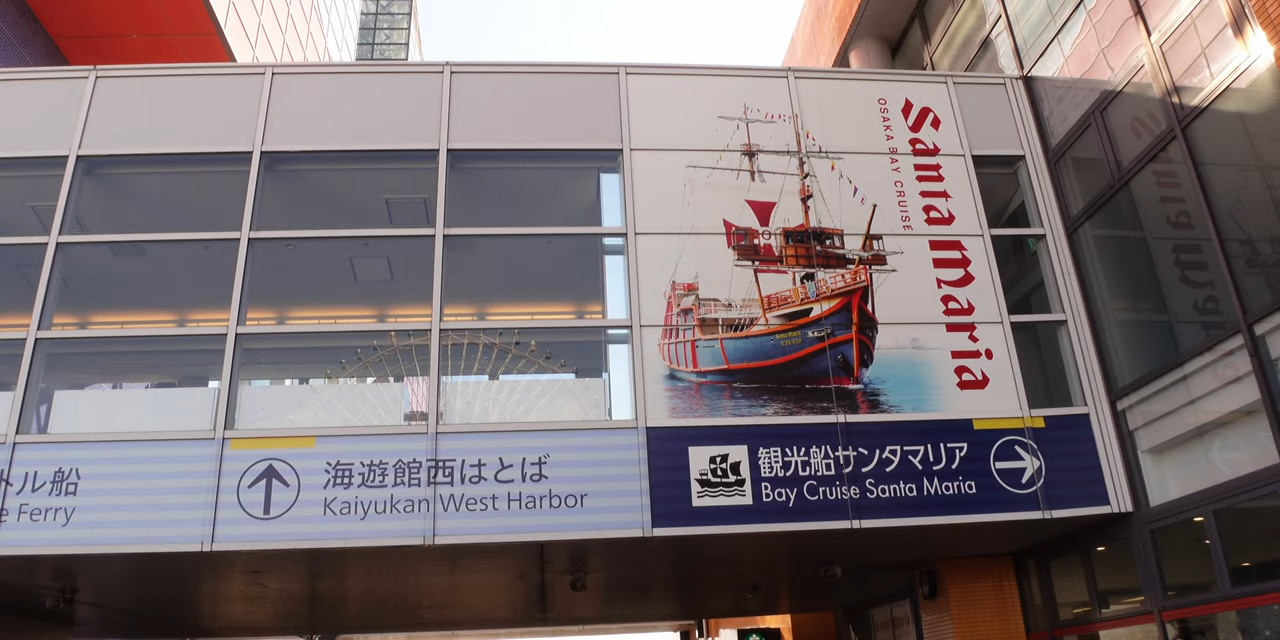 Santa Maria
OSAKA BAY CRUISE
トル船
Ferry
海遊館西はとば
Kaiyukan West Harbor
観光船サンタマリア
Bay Cruise Santa Maria